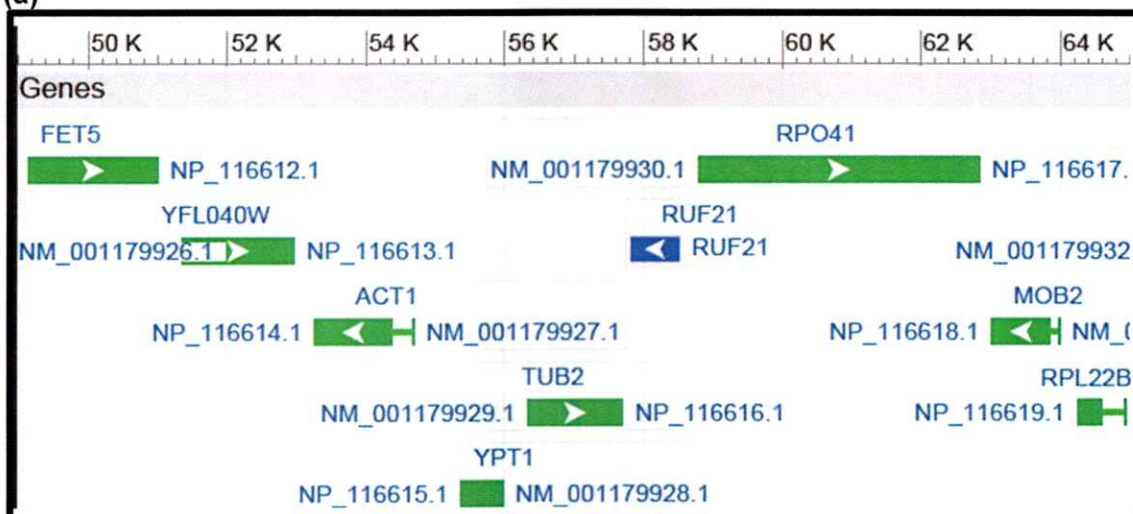 (a)
50 K 52 K 54 K 56 K 58 K 60 K 62 K 64 K
Genes
FET5 RPO41
NP_116612.1 NM_001179930.1 NP_116617.
YFL040W RUF21
NM_001179926.1 NP_116613.1 RUF21 NM_001179932
ACT1 MOB2
NP_116614.1 NM_001179927.1 NP_116618.1 NM_0
TUB2 RPL22B
NM_001179929.1 NP_116616.1 NP_116619.1
YPT1
NP_116615.1 NM_001179928.1